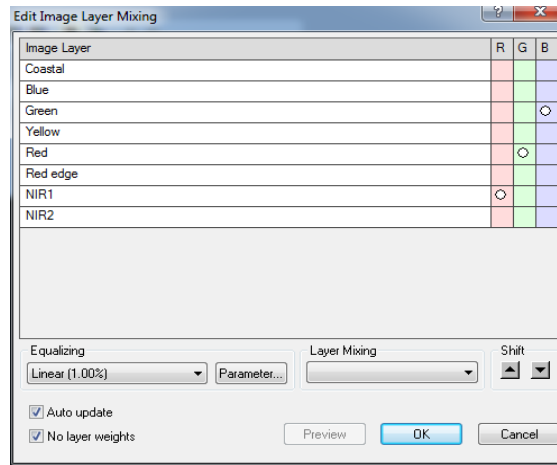 Edit Image Layer Mixing ?
Image Layer R G B
Coastal
Blue
Green
Yellow
Red
Red edge
NIR1
NIR2
Equalizing Layer Mixing Shift
Linear (1.00%) Parameter...
Auto update
No layer weights Preview OK Cancel